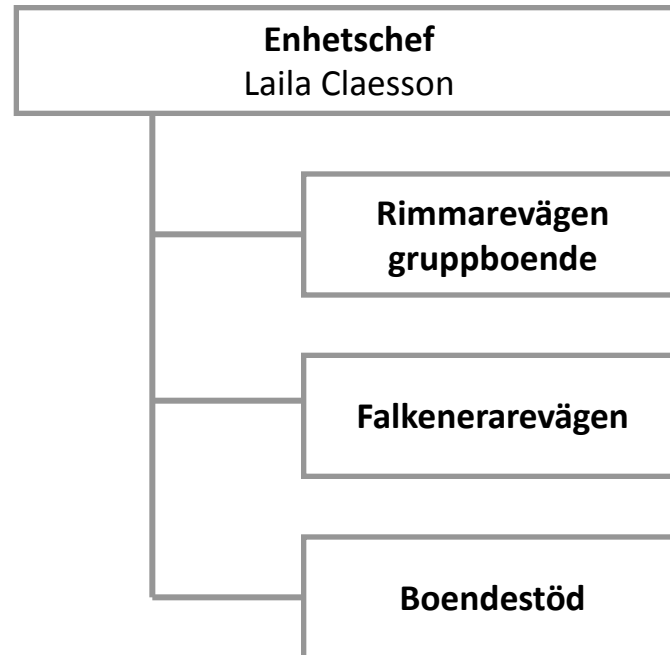 Enhetschef
Laila Claesson
Rimmarevägen
gruppboende
Falkenerarevägen
Boendestöd